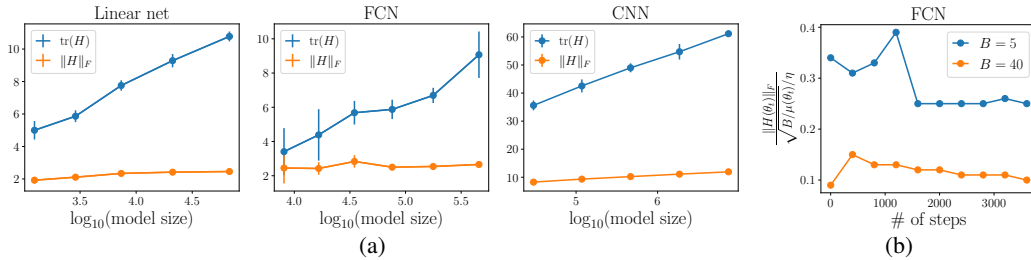 Linear net
tr(H)
‖H‖_F
10
8
6
4
2
3.5
4.0
4.5
log₁₀(model size)
FCN
tr(H)
‖H‖_F
10
8
6
4
2
4.0
4.5
5.0
5.5
log₁₀(model size)
CNN
tr(H)
‖H‖_F
60
50
40
30
20
10
5
6
log₁₀(model size)
(a)
FCN
B = 5
B = 40
‖H(θ_t)‖_F / √(B/μ(θ_t)/η)
0.4
0.3
0.2
0.1
0
1000
2000
3000
# of steps
(b)